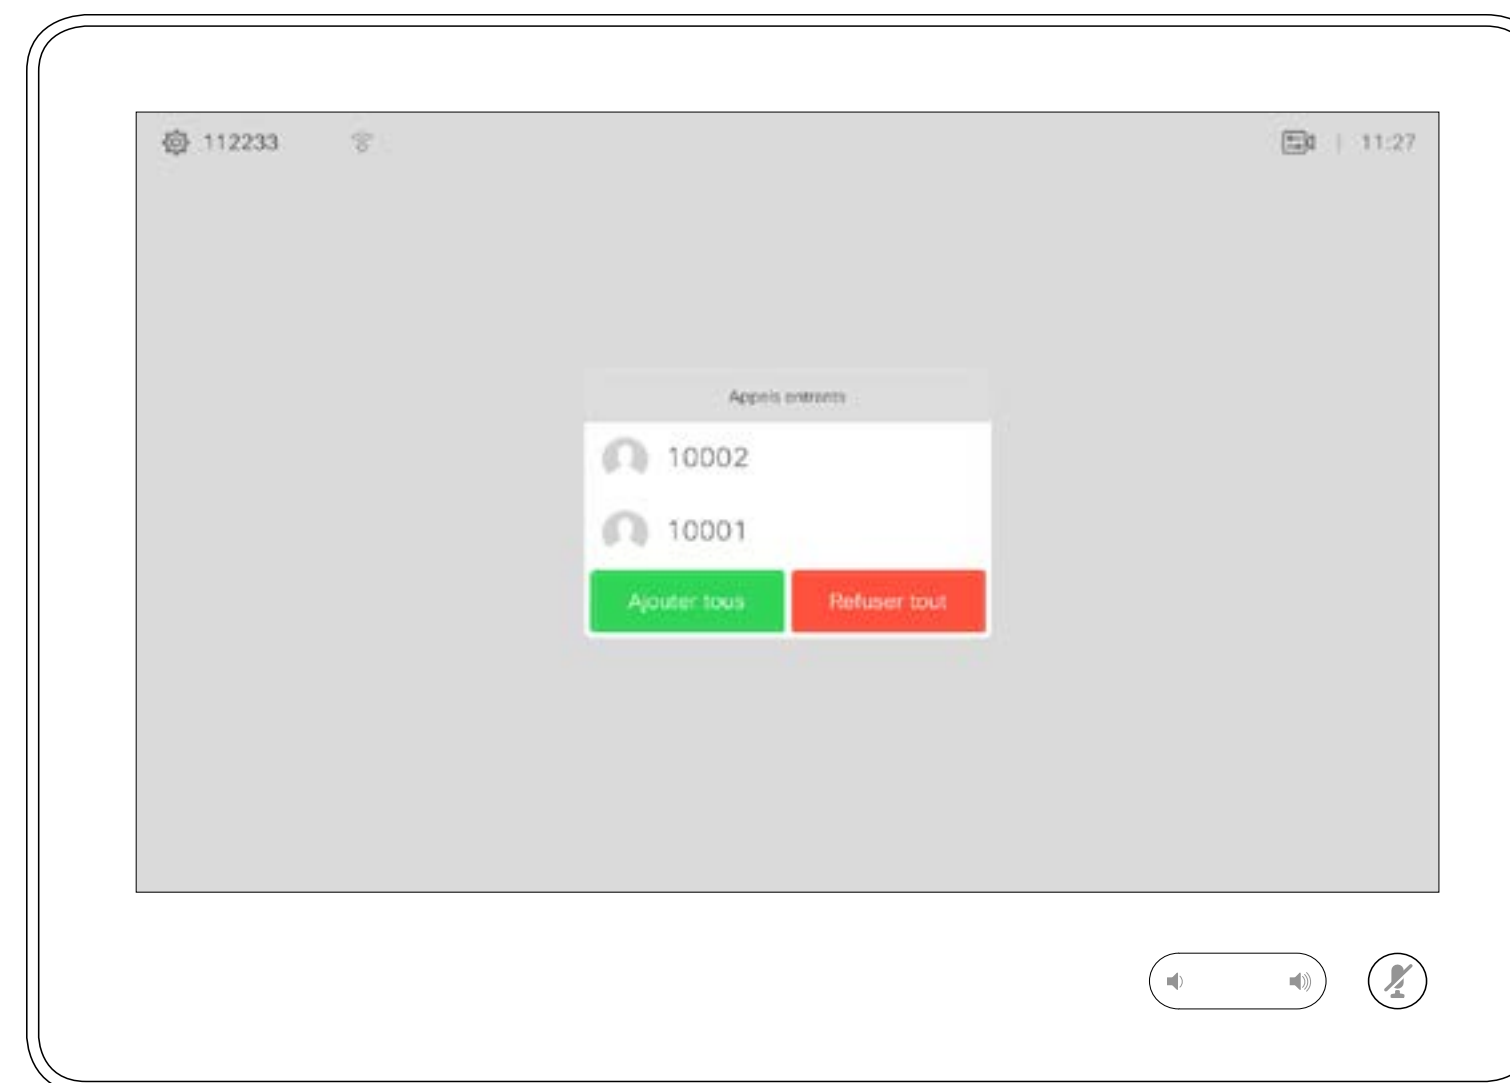 112233
11:27
Appels entrants
10002
10001
Ajouter tous
Refuser tout